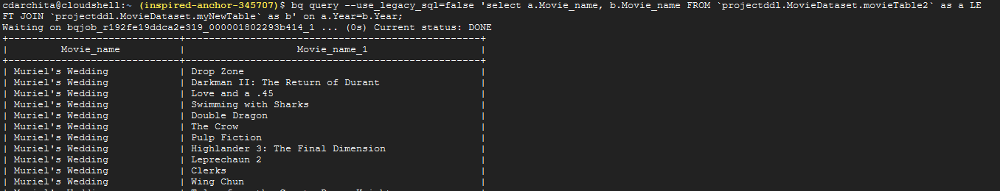 cdarchita@cloudshell:~ (inspired-anchor-345707)$ bq query --use_legacy_sql=false 'select a.Movie_name, b.Movie_name FROM `projectddl.MovieDataset.movieTable2` as a LE
FT JOIN `projectddl.MovieDataset.myNewTable` as b' on a.Year=b.Year;
Waiting on bqjob_r192fe19ddca2e319_000001802293b414_1 ... (0s) Current status: DONE
+-----------------------------+--------------------------------------------------+
| Movie_name | Movie_name_1 |
+-----------------------------+--------------------------------------------------+
| Muriel's Wedding | Drop Zone |
| Muriel's Wedding | Darkman II: The Return of Durant |
| Muriel's Wedding | Love and a .45 |
| Muriel's Wedding | Swimming with Sharks |
| Muriel's Wedding | Double Dragon |
| Muriel's Wedding | The Crow |
| Muriel's Wedding | Pulp Fiction |
| Muriel's Wedding | Highlander 3: The Final Dimension |
| Muriel's Wedding | Leprechaun 2 |
| Muriel's Wedding | Clerks |
| Muriel's Wedding | Wing Chun |